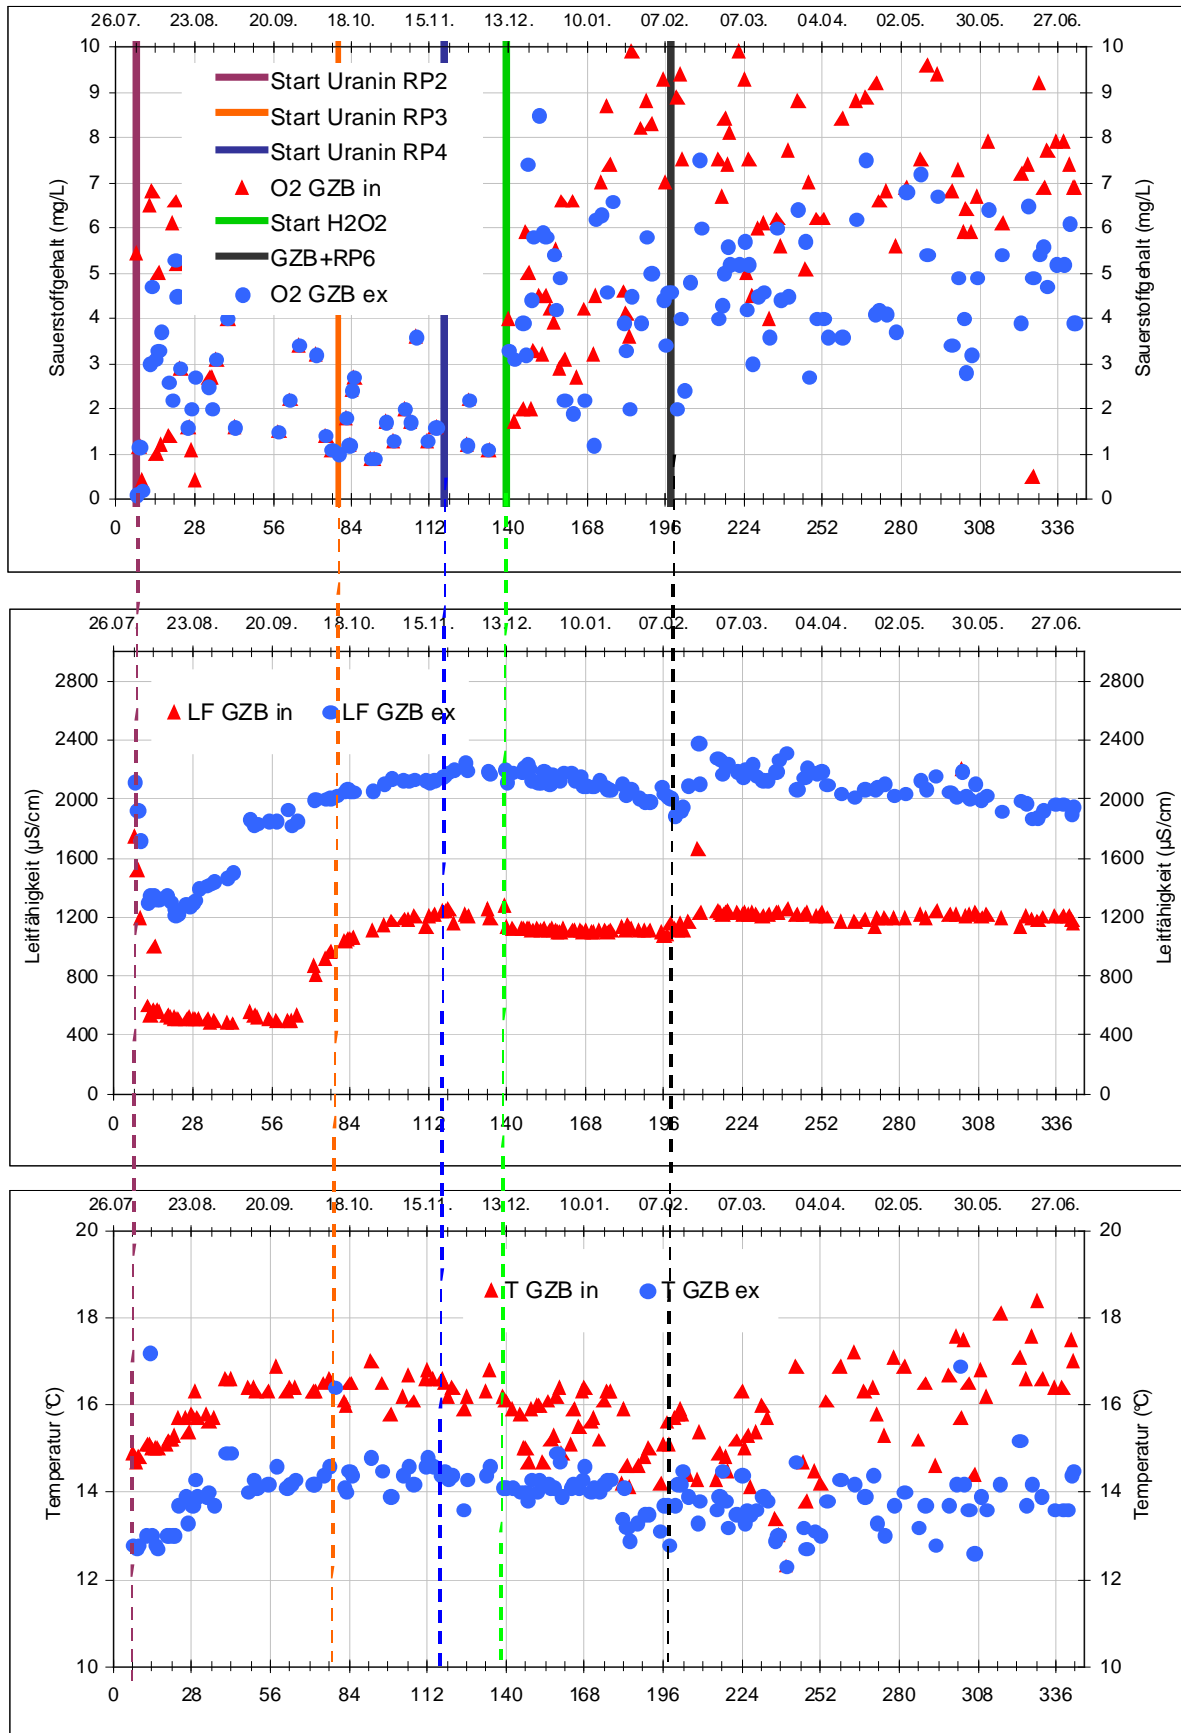 26.07. 23.08. 20.09. 18.10. 15.11. 13.12. 10.01. 07.02. 07.03. 04.04. 02.05. 30.05. 27.06.
10 10
9 9
8 8
7 7
6 6
5 5
4 4
3 3
2 2
1 1
0 0
Sauerstoffgehalt (mg/L)
Sauerstoffgehalt (mg/L)
Start Uranin RP2
Start Uranin RP3
Start Uranin RP4
O2 GZB in
Start H2O2
GZB+RP6
O2 GZB ex
0 28 56 84 112 140 168 196 224 252 280 308 336
26.07. 23.08. 20.09. 18.10. 15.11. 13.12. 10.01. 07.02. 07.03. 04.04. 02.05. 30.05. 27.06.
2800 2800
2400 2400
2000 2000
1600 1600
1200 1200
800 800
400 400
0 0
Leitfähigkeit (µS/cm)
Leitfähigkeit (µS/cm)
LF GZB in LF GZB ex
0 28 56 84 112 140 168 196 224 252 280 308 336
26.07. 23.08. 20.09. 18.10. 15.11. 13.12. 10.01. 07.02. 07.03. 04.04. 02.05. 30.05. 27.06.
20 20
18 18
16 16
14 14
12 12
10 10
Temperatur (°C)
Temperatur (°C)
T GZB in T GZB ex
0 28 56 84 112 140 168 196 224 252 280 308 336